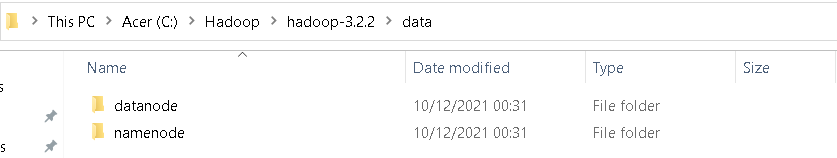 This PC > Acer (C:) > Hadoop > hadoop-3.2.2 > data
Name Date modified Type Size
datanode 10/12/2021 00:31 File folder
namenode 10/12/2021 00:31 File folder
s
s